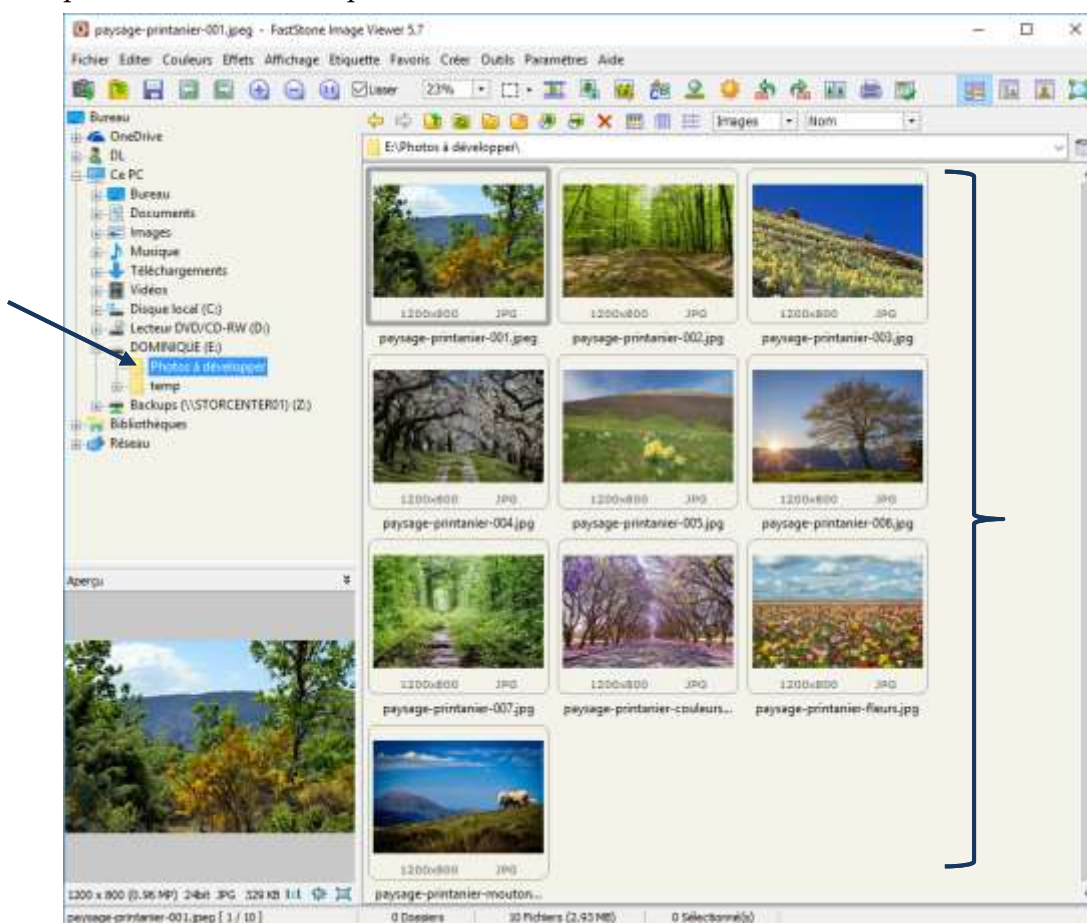 paysage-printanier-001.jpeg - FastStone Image Viewer 5.7
Fichier Editer Couleurs Effets Affichage Etiquette Favoris Créer Outils Paramètres Aide
Lisser 23%
Images Nom
E:\Photos à développer\
Bureau
OneDrive
DL
Ce PC
Bureau
Documents
Images
Musique
Téléchargements
Vidéos
Disque local (C:)
Lecteur DVD/CD-RW (D:)
DOMINIQUE (E:)
Photos à développer
temp
Backups (\\STORCENTER01) (Z:)
Bibliothèques
Réseau
1200x800 JPG 1200x800 JPG 1200x800 JPG
paysage-printanier-001.jpeg paysage-printanier-002.jpg paysage-printanier-003.jpg
1200x800 JPG 1200x800 JPG 1200x800 JPG
paysage-printanier-004.jpg paysage-printanier-005.jpg paysage-printanier-006.jpg
1200x800 JPG 1200x800 JPG 1200x800 JPG
paysage-printanier-007.jpg paysage-printanier-couleurs... paysage-printanier-fleurs.jpg
1200x800 JPG
paysage-printanier-mouton...
Aperçu
1200 x 800 (0.96 MP) 24bit JPG 329 KB 1:1
paysage-printanier-001.jpeg [ 1 / 10 ]
0 Dossiers 10 Fichiers (2.93 MB) 0 Sélectionné(s)